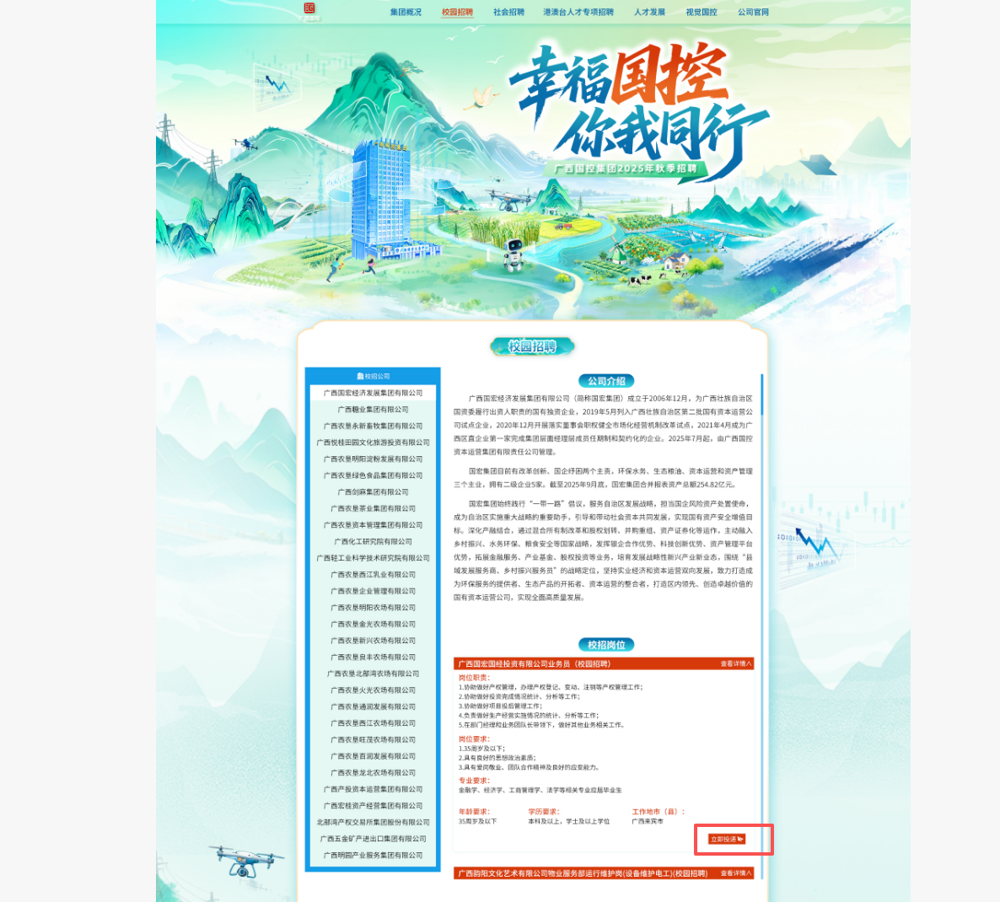 集团概况 校园招聘 社会招聘 港澳台人才专项招聘 人才发展 视觉国控 公司官网
幸福国控
你我同行
广西国控集团2025年秋季招聘
校园招聘
校招公司
广西国宏经济发展集团有限公司
广西糖业集团有限公司
广西农垦永新畜牧集团有限公司
广西悦桂田园文化旅游投资有限公司
广西农垦明阳淀粉发展有限公司
广西农垦绿色食品集团有限公司
广西剑麻集团有限公司
广西农垦茶业集团有限公司
广西农垦资本管理集团有限公司
广西化工研究院有限公司
广西轻工业科学技术研究院有限公司
广西农垦西江乳业有限公司
广西农垦企业管理有限公司
广西农垦明阳农场有限公司
广西农垦金光农场有限公司
广西农垦新兴农场有限公司
广西农垦良丰农场有限公司
广西农垦北部湾农场有限公司
广西农垦火光农场有限公司
广西农垦通润发展有限公司
广西农垦西江农场有限公司
广西农垦旺茂农场有限公司
广西农垦百润发展有限公司
广西农垦龙北农场有限公司
广西产投资本运营集团有限公司
广西宏桂资产经营集团有限公司
北部湾产权交易所集团股份有限公司
广西五金矿产进出口集团有限公司
广西明园产业服务集团有限公司
公司介绍
广西国宏经济发展集团有限公司（简称国宏集团）成立于2006年12月，为广西壮族自治区
国资委履行出资人职责的国有独资企业，2019年5月列入广西壮族自治区第二批国有资本运营公
司试点企业，2020年12月开展落实董事会职权健全市场化经营机制改革试点，2021年4月成为广
西区直企业第一家完成集团层面经理层成员任期制和契约化的企业。2025年7月起，由广西国控
资本运营集团有限责任公司管理。
国宏集团目前有改革创新、国企纾困两个主责，环保水务、生态粮油、资本运营和资产管理
三个主业，拥有二级企业5家。截至2025年9月底，国宏集团合并报表资产总额254.82亿元。
国宏集团始终践行“一带一路”倡议，服务自治区发展战略，担当国企风险资产处置使命，
成为自治区实施重大战略的重要助手，引导和带动社会资本共同发展，实现国有资产安全增值目
标。深化产融结合，通过混合所有制改革和股权划转、并购重组、资产证券化等运作，主动融入
乡村振兴、水务环保、粮食安全等国家战略，发挥银企合作优势、科技创新优势、资产管理平台
优势，拓展金融服务、产业基金、股权投资等业务，培育发展战略性新兴产业新业态，围绕“县
域发展服务商、乡村振兴服务员”的战略定位，坚持实业经济和资本运营双向发展，致力打造成
为环保服务的提供者、生态产品的开拓者、资本运营的整合者，打造区内领先、创造卓越价值的
国有资本运营公司，实现全面高质量发展。
校招岗位
广西国宏国经投资有限公司业务员（校园招聘） 查看详情∧
岗位职责：
1.协助做好产权管理，办理产权登记、变动、注销等产权管理工作；
2.协助做好投资完成情况统计、分析等工作；
3.协助做好项目投后管理工作；
4.负责做好生产经营实施情况的统计、分析等工作；
5.在部门经理和业务团队长带领下，做好其他业务相关工作。
岗位要求：
1.35周岁及以下；
2.具有良好的思想政治素质；
3.具有爱岗敬业、团队合作精神及良好的应变能力。
专业要求：
金融学、经济学、工商管理学、法学等相关专业应届毕业生
年龄要求： 学历要求： 工作地市（县）：
35周岁及以下 本科及以上，学士及以上学位 广西来宾市
立即投递
广西韵阳文化艺术有限公司物业服务部运行维护岗(设备维护电工)(校园招聘) 查看详情∧